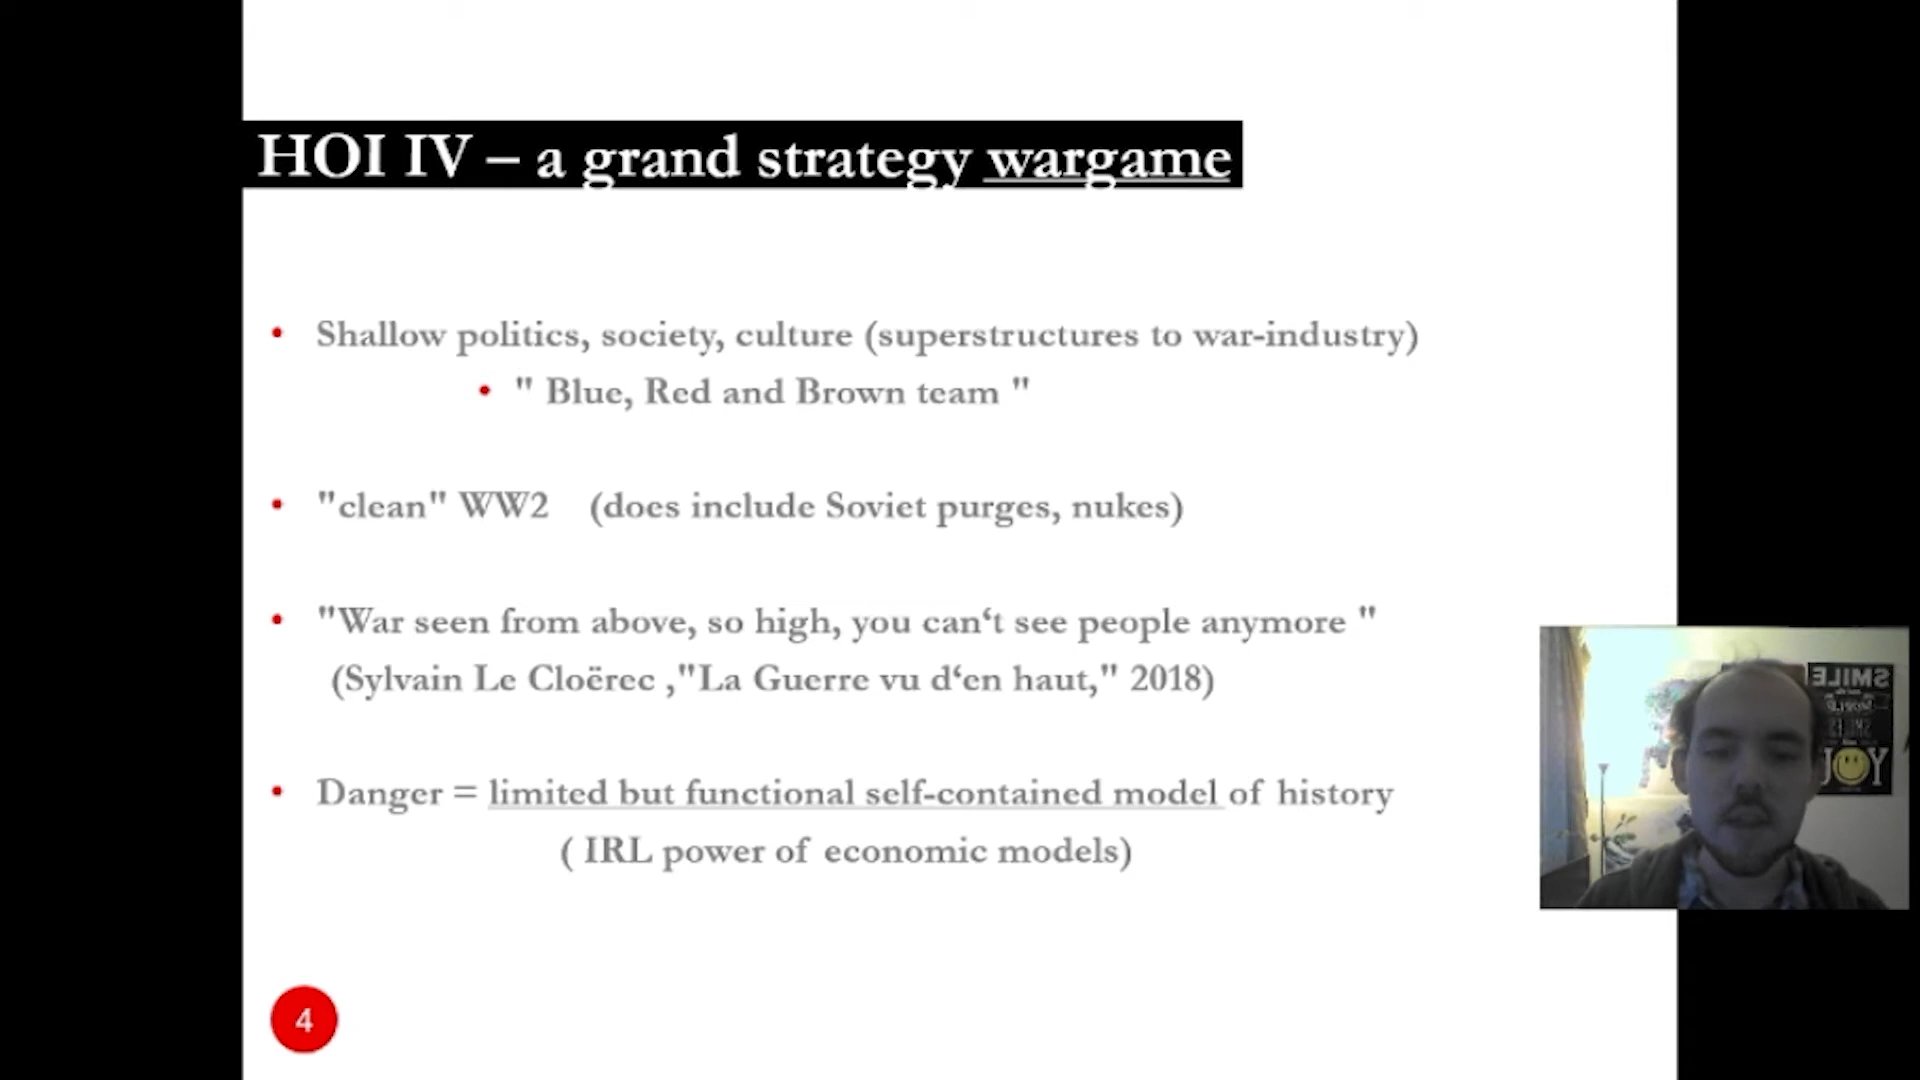 HOI IV – a grand strategy wargame
• Shallow politics, society, culture (superstructures to war-industry)
• " Blue, Red and Brown team "
• "clean" WW2 (does include Soviet purges, nukes)
• "War seen from above, so high, you can‘t see people anymore "
(Sylvain Le Cloërec ,"La Guerre vu d‘en haut," 2018)
• Danger = limited but functional self-contained model of history
( IRL power of economic models)
4
SMILE
JOY